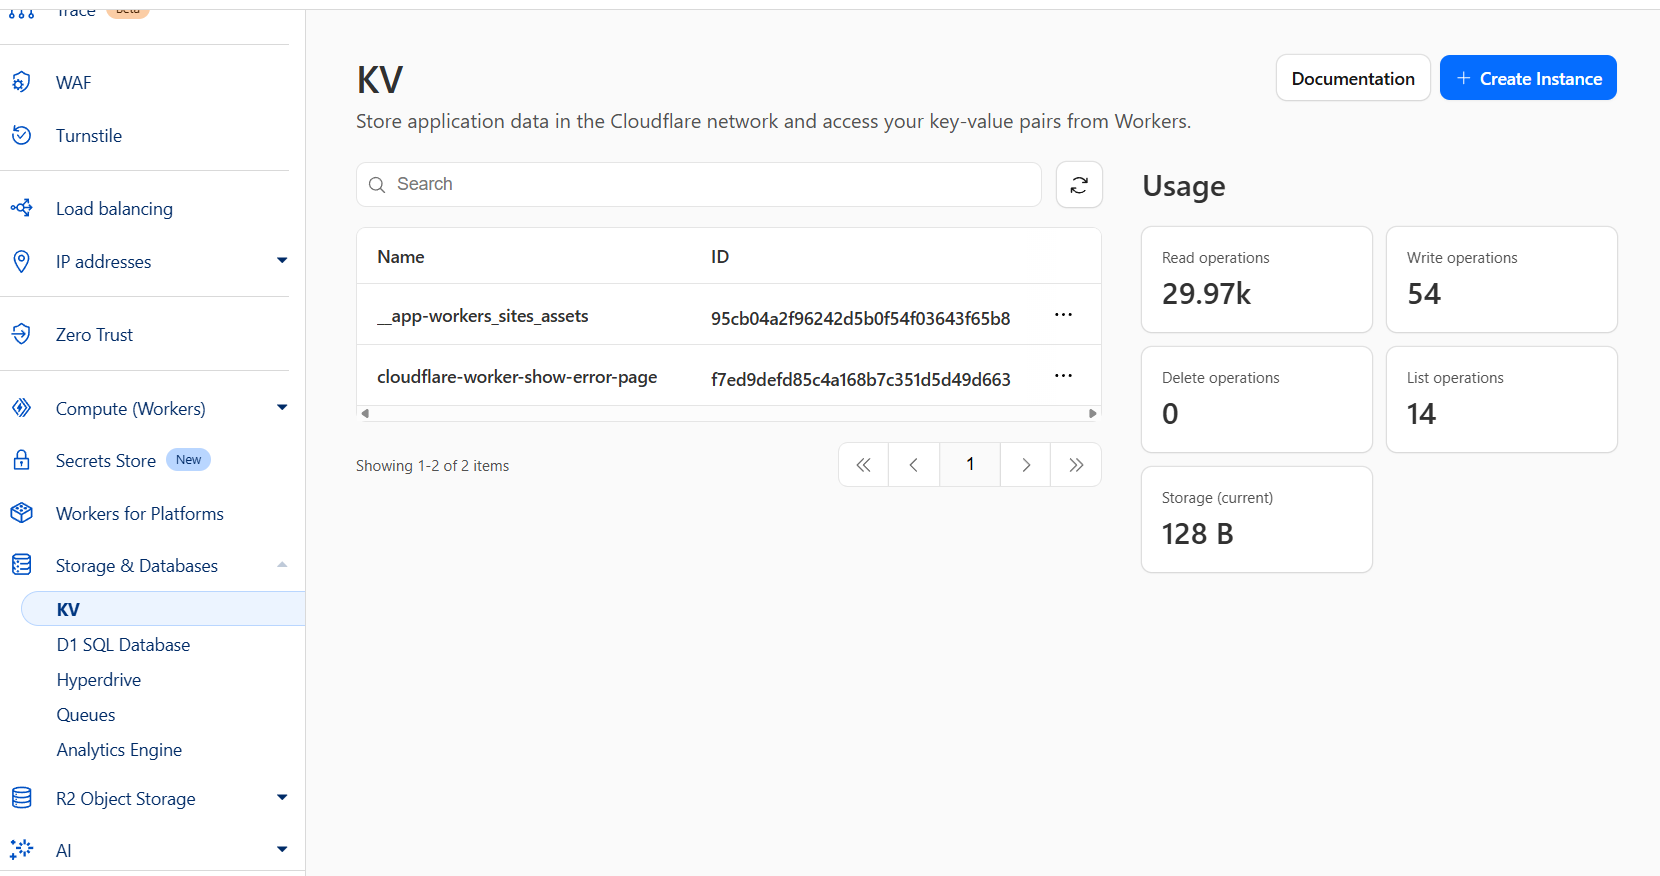 Trace Beta
WAF
Turnstile
Load balancing
IP addresses
Zero Trust
Compute (Workers)
Secrets Store New
Workers for Platforms
Storage & Databases
KV
D1 SQL Database
Hyperdrive
Queues
Analytics Engine
R2 Object Storage
AI
KV
Documentation
+ Create Instance
Store application data in the Cloudflare network and access your key-value pairs from Workers.
Search
Name ID
__app-workers_sites_assets 95cb04a2f96242d5b0f54f03643f65b8 ...
cloudflare-worker-show-error-page f7ed9defd85c4a168b7c351d5d49d663 ...
Showing 1-2 of 2 items
1
Usage
Read operations
29.97k
Write operations
54
Delete operations
0
List operations
14
Storage (current)
128 B